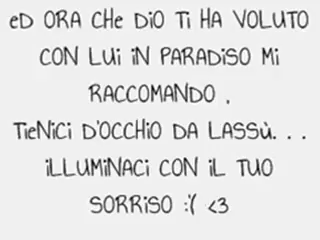 eD ORA CHe DiO Ti HA VOLUTO
CON LUi iN PARADiSO Mi
RACCOMANDO .
TieNiCi D'OCCHiO DA LASSù. . .
iLLUMiNACi CON iL TUO
SORRiSO :'( <3